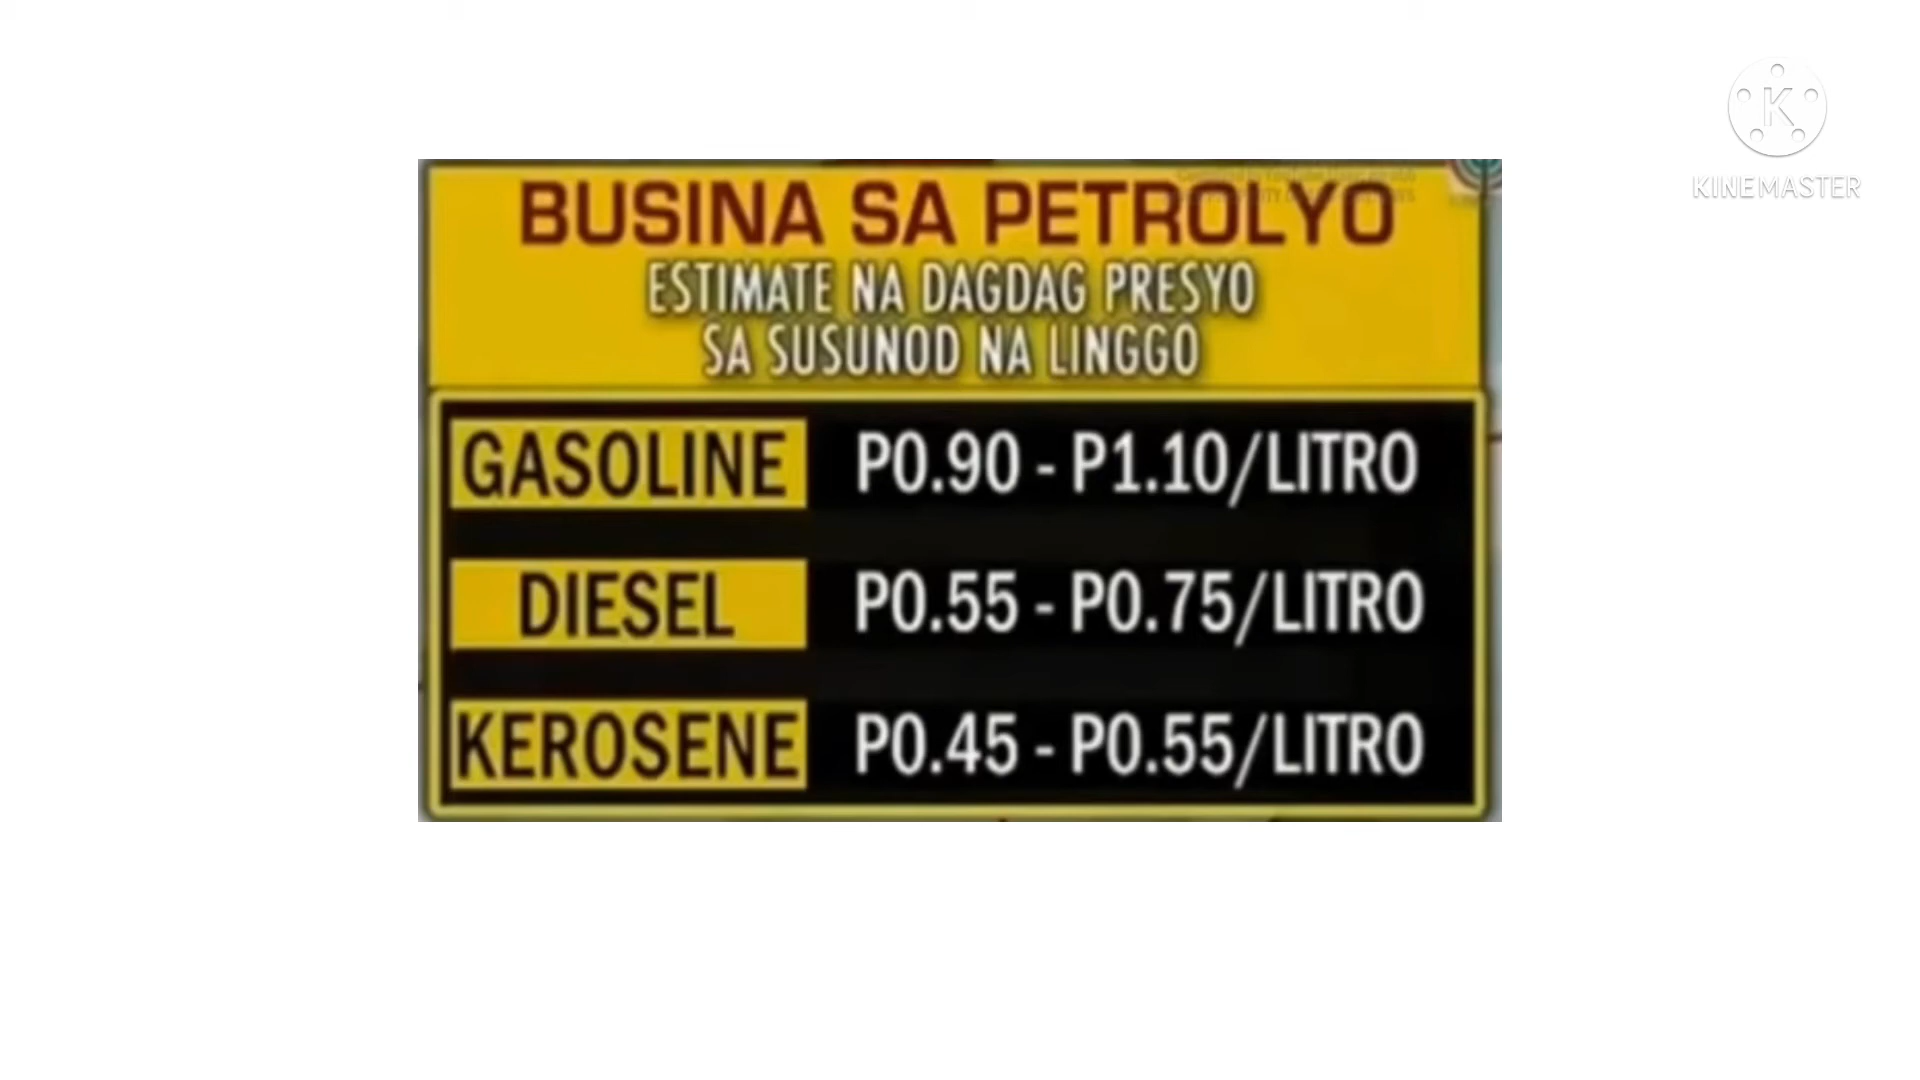 KINEMASTER
BUSINA SA PETROLYO
ESTIMATE NA DAGDAG PRESYO
SA SUSUNOD NA LINGGO
GASOLINE P0.90 - P1.10/LITRO
DIESEL P0.55 - P0.75/LITRO
KEROSENE P0.45 - P0.55/LITRO